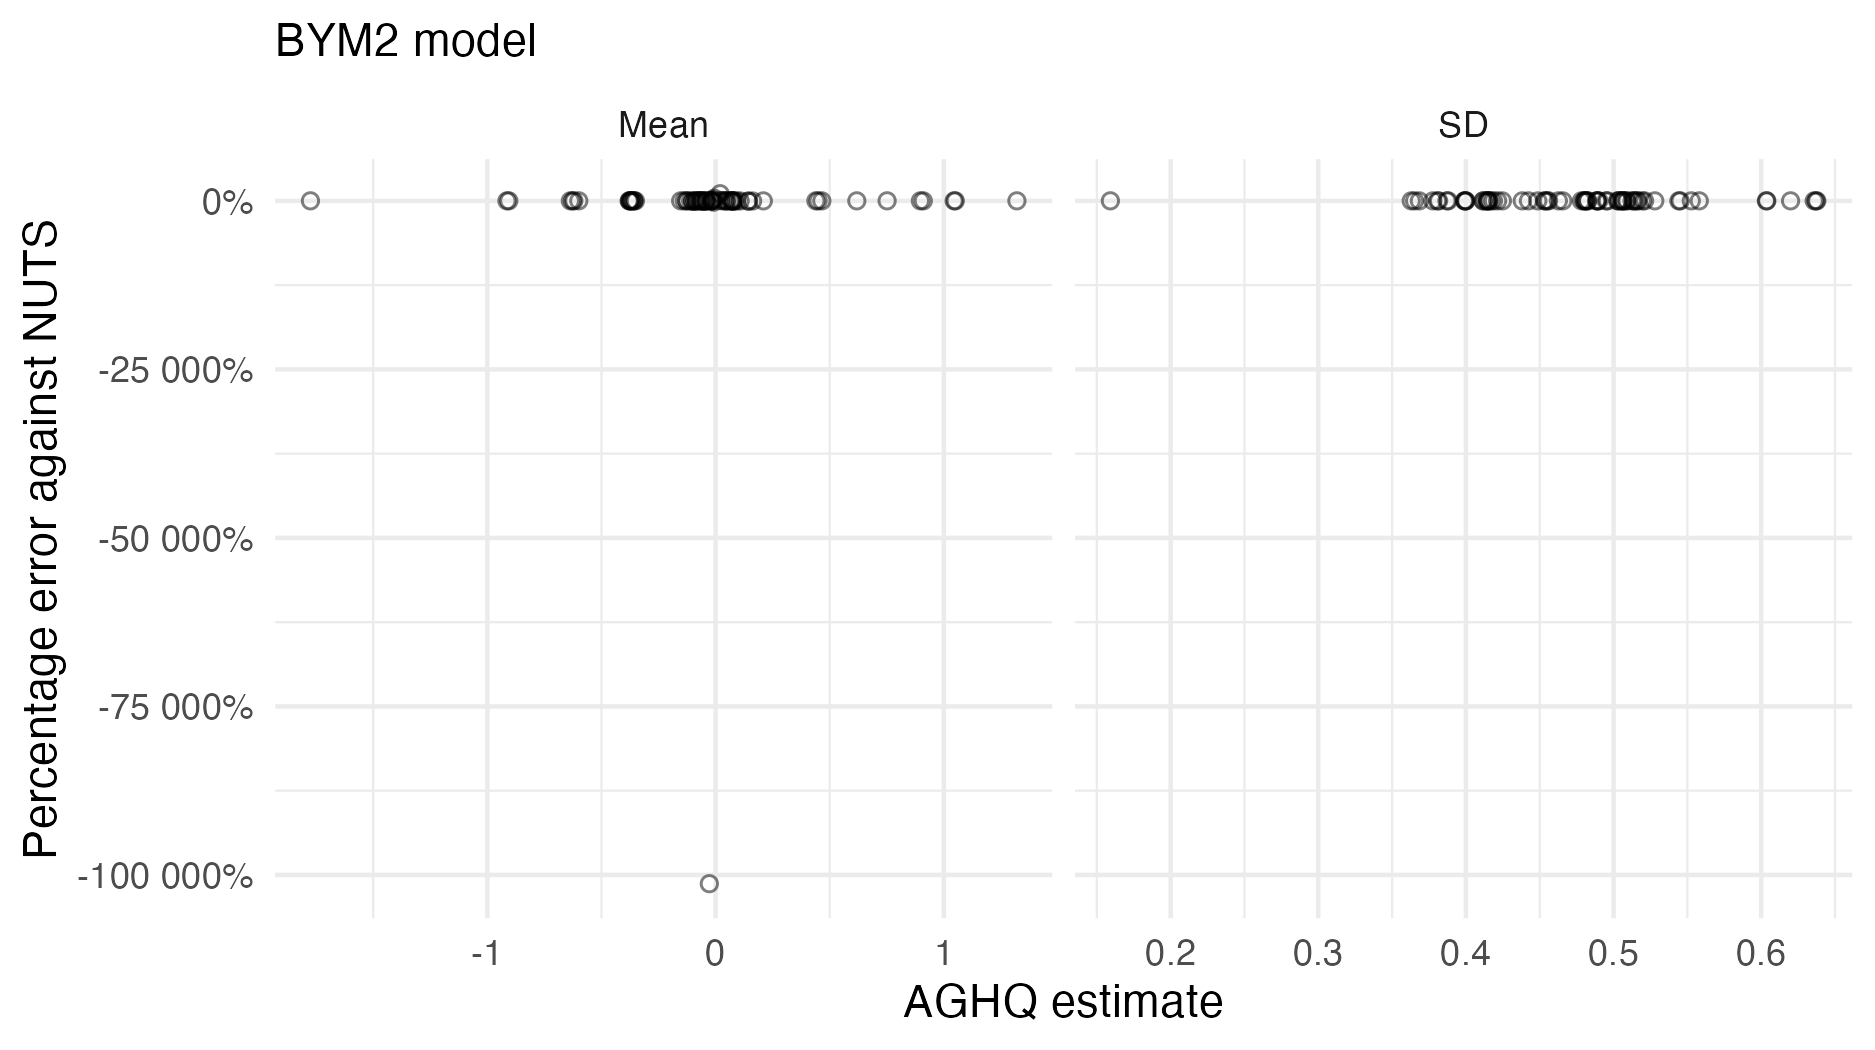 BYM2 model
Mean
SD
Percentage error against NUTS
0%
-25 000%
-50 000%
-75 000%
-100 000%
-1
0
1
0.2
0.3
0.4
0.5
0.6
AGHQ estimate